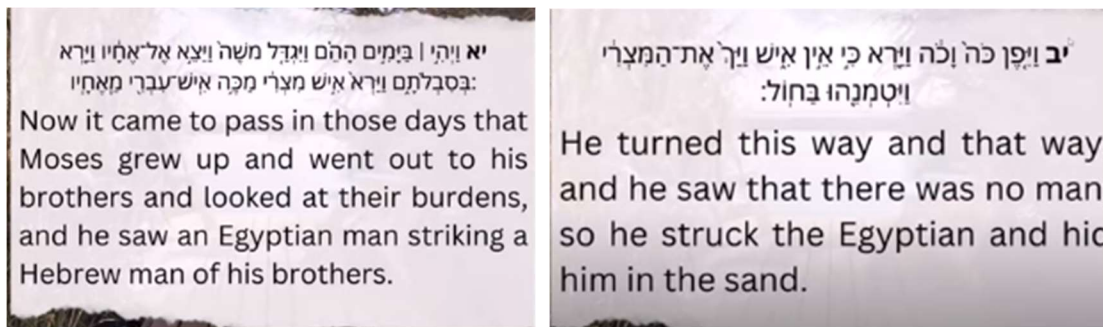 יא וַיְהִ֣י | בַּיָּמִ֣ים הָהֵ֗ם וַיִּגְדַּ֤ל מֹשֶׁה֙ וַיֵּצֵ֣א אֶל־אֶחָ֔יו וַיַּ֖רְא
בְּסִבְלֹתָ֑ם וַיַּרְא֙ אִ֣ישׁ מִצְרִ֔י מַכֶּ֥ה אִישׁ־עִבְרִ֖י מֵאֶחָֽיו:
Now it came to pass in those days that
Moses grew up and went out to his
brothers and looked at their burdens,
and he saw an Egyptian man striking a
Hebrew man of his brothers.
יב וַיִּ֤פֶן כֹּה֙ וָכֹ֔ה וַיַּ֖רְא כִּ֣י אֵ֣ין אִ֑ישׁ וַיַּךְ֙ אֶת־הַמִּצְרִ֔י
וַיִּטְמְנֵ֖הוּ בַּחֽוֹל:
He turned this way and that way
and he saw that there was no man
so he struck the Egyptian and hid
him in the sand.